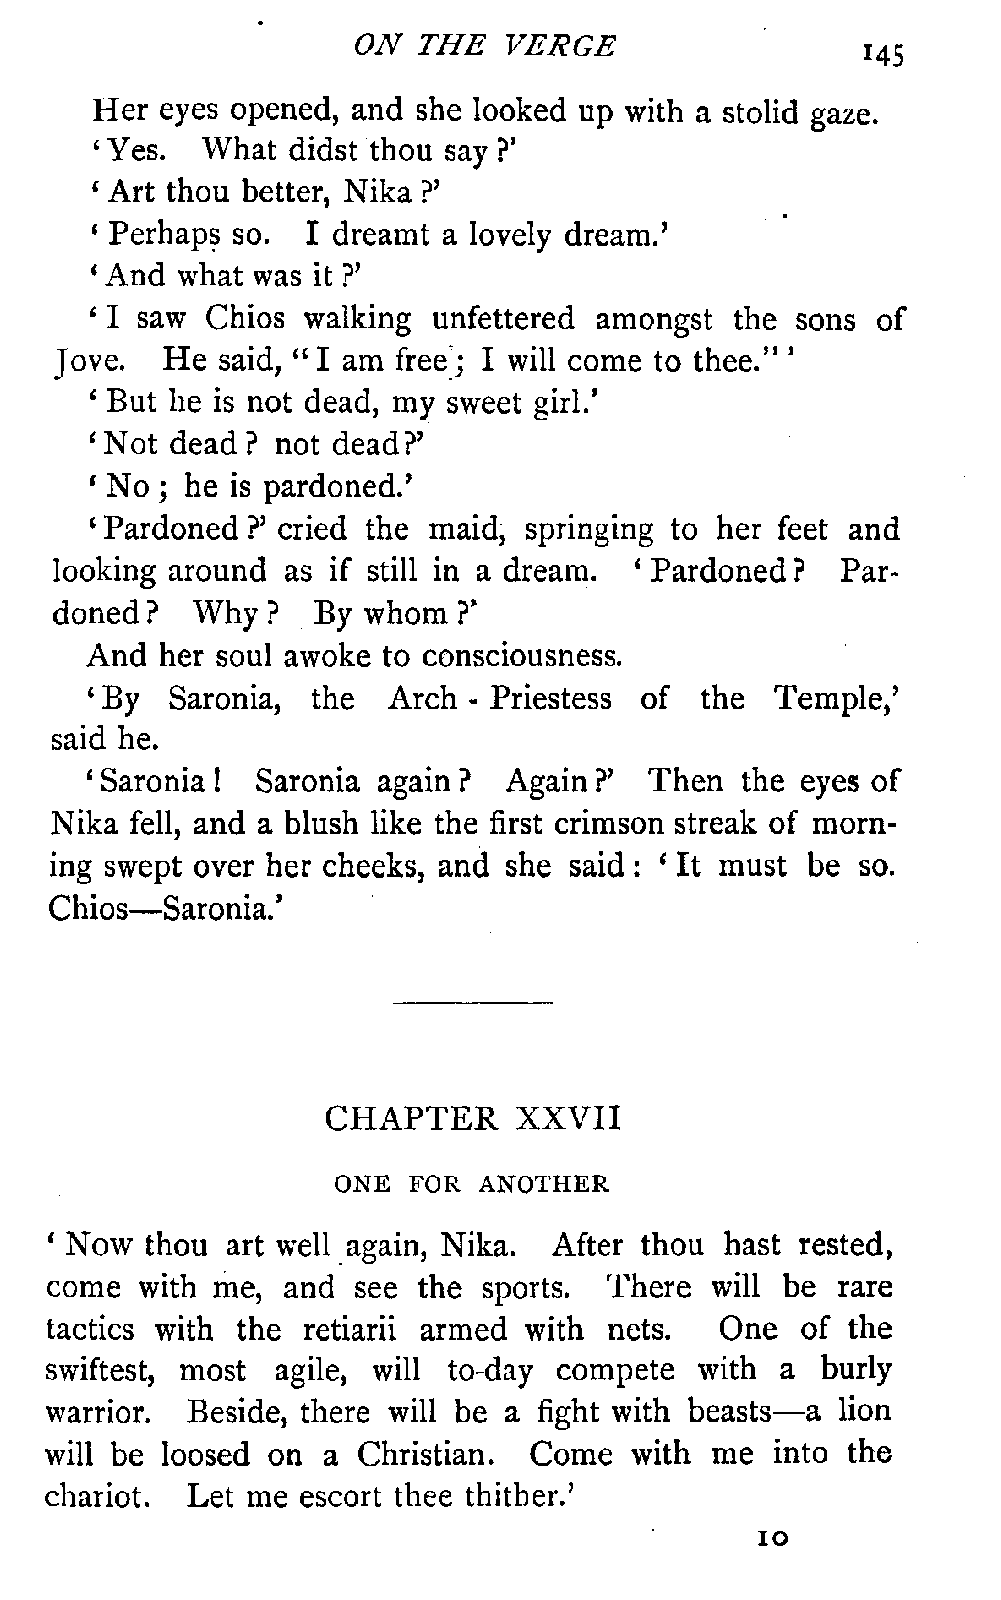 ON THE VERGE 145
Her eyes opened, and she looked up with a stolid gaze.
‘Yes. What didst thou say?’
‘Art thou better, Nika?’
‘Perhaps so. I dreamt a lovely dream.’
‘And what was it?’
‘I saw Chios walking unfettered amongst the sons of
Jove. He said, “I am free; I will come to thee.”’
‘But he is not dead, my sweet girl.’
‘Not dead? not dead?’
‘No; he is pardoned.’
‘Pardoned?’ cried the maid, springing to her feet and
looking around as if still in a dream. ‘Pardoned? Par-
doned? Why? By whom?’
And her soul awoke to consciousness.
‘By Saronia, the Arch-Priestess of the Temple,’
said he.
‘Saronia! Saronia again? Again?’ Then the eyes of
Nika fell, and a blush like the first crimson streak of morn-
ing swept over her cheeks, and she said: ‘It must be so.
Chios—Saronia.’
CHAPTER XXVII
ONE FOR ANOTHER
‘Now thou art well again, Nika. After thou hast rested,
come with me, and see the sports. There will be rare
tactics with the retiarii armed with nets. One of the
swiftest, most agile, will to-day compete with a burly
warrior. Beside, there will be a fight with beasts—a lion
will be loosed on a Christian. Come with me into the
chariot. Let me escort thee thither.’
10